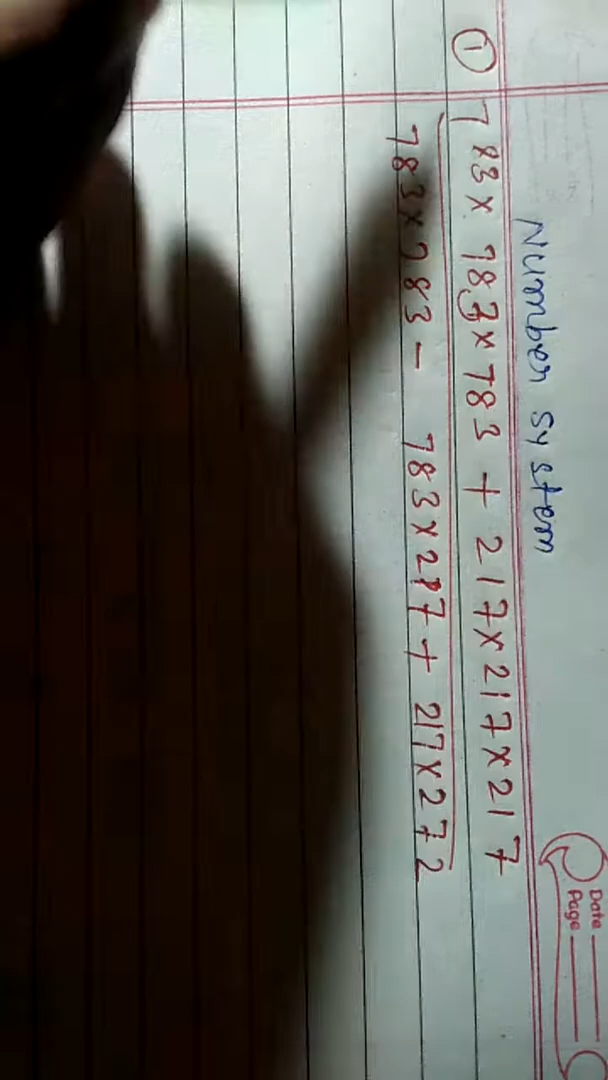 Date
Page
Number system
① 783 x 783 x 783 + 217 x 217 x 217
783 x 783 - 783 x 217 + 217 x 272